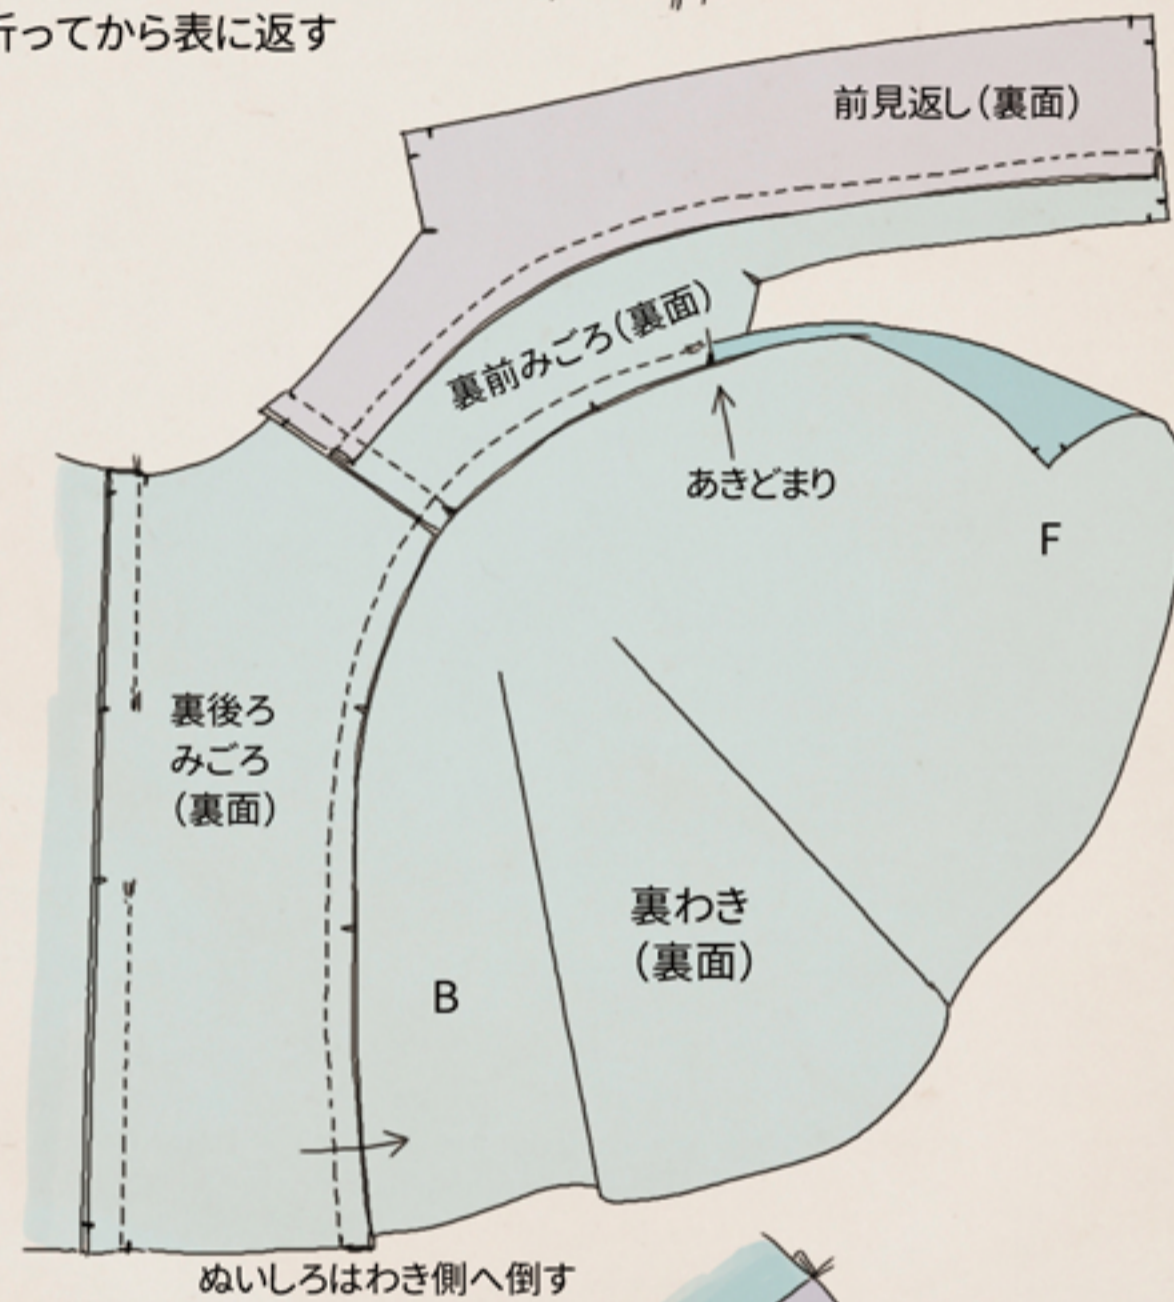 折ってから表に返す
前見返し（裏面）
裏前みごろ（裏面）
あきどまり
F
裏後ろ
みごろ
（裏面）
裏わき
（裏面）
B
ぬいしろはわき側へ倒す